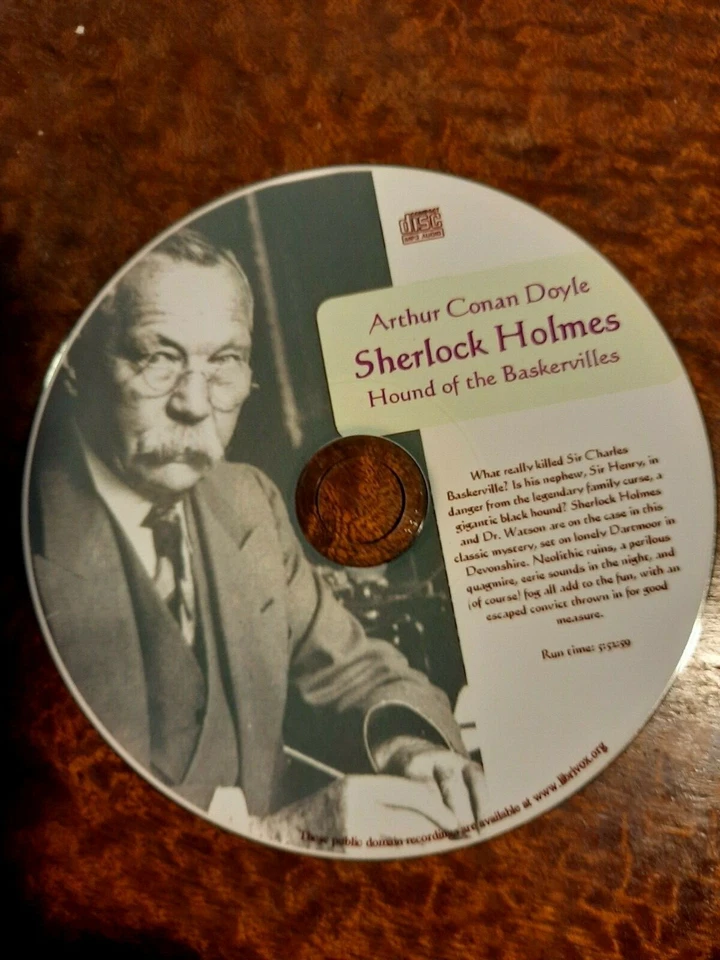 COMPACT
disc
MP3 AUDIO
Arthur Conan Doyle
Sherlock Holmes
Hound of the Baskervilles
What really killed Sir Charles
Baskerville? Is his nephew, Sir Henry, in
danger from the legendary family curse, a
gigantic black hound? Sherlock Holmes
and Dr. Watson are on the case in this
classic mystery, set on lonely Dartmoor in
Devonshire. Neolithic ruins, a perilous
quagmire, eerie sounds in the night, and
(of course) fog all add to the fun, with an
escaped convict thrown in for good
measure.
Run time: 5:52:59
These public domain recordings are available at www.librivox.org